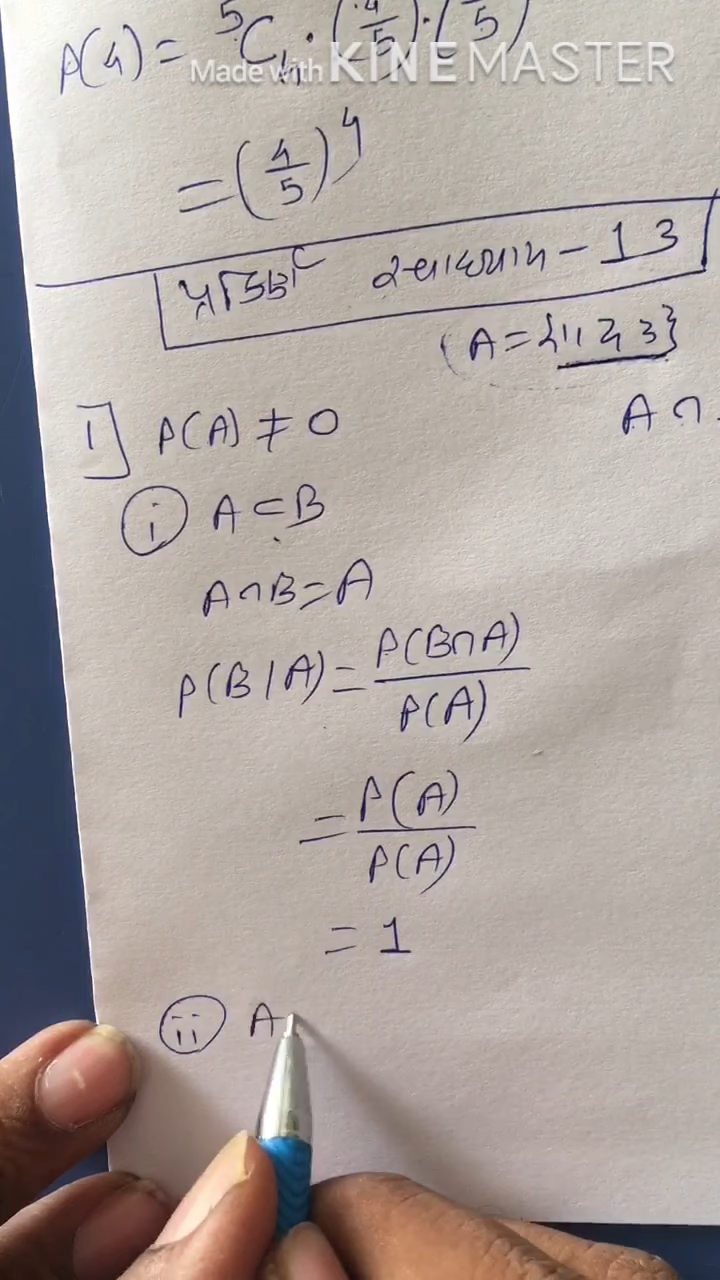 P(4) = ⁵C₄ · (4/5) · (/5)
Made with KINEMASTER
= (4/5)⁴
પ્રકિર્ણ સ્વાધ્યાય - 13
(A = {1, 2, 3}
1] P(A) ≠ 0
A ∩
(i) A ⊂ B
A ∩ B = A
P(B | A) = P(B ∩ A) / P(A)
= P(A) / P(A)
= 1
(ii) A